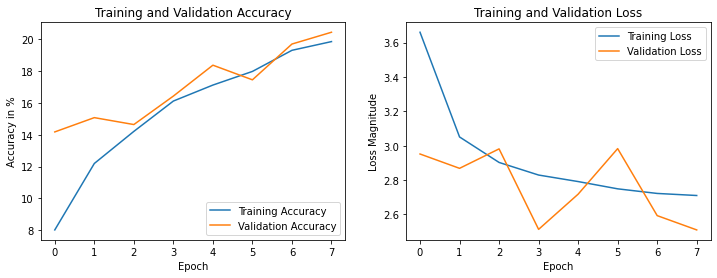 Training and Validation Accuracy
20
18
16
14
12
10
8
Accuracy in %
0 1 2 3 4 5 6 7
Epoch
Training Accuracy
Validation Accuracy
Training and Validation Loss
3.6
3.4
3.2
3.0
2.8
2.6
Loss Magnitude
0 1 2 3 4 5 6 7
Epoch
Training Loss
Validation Loss